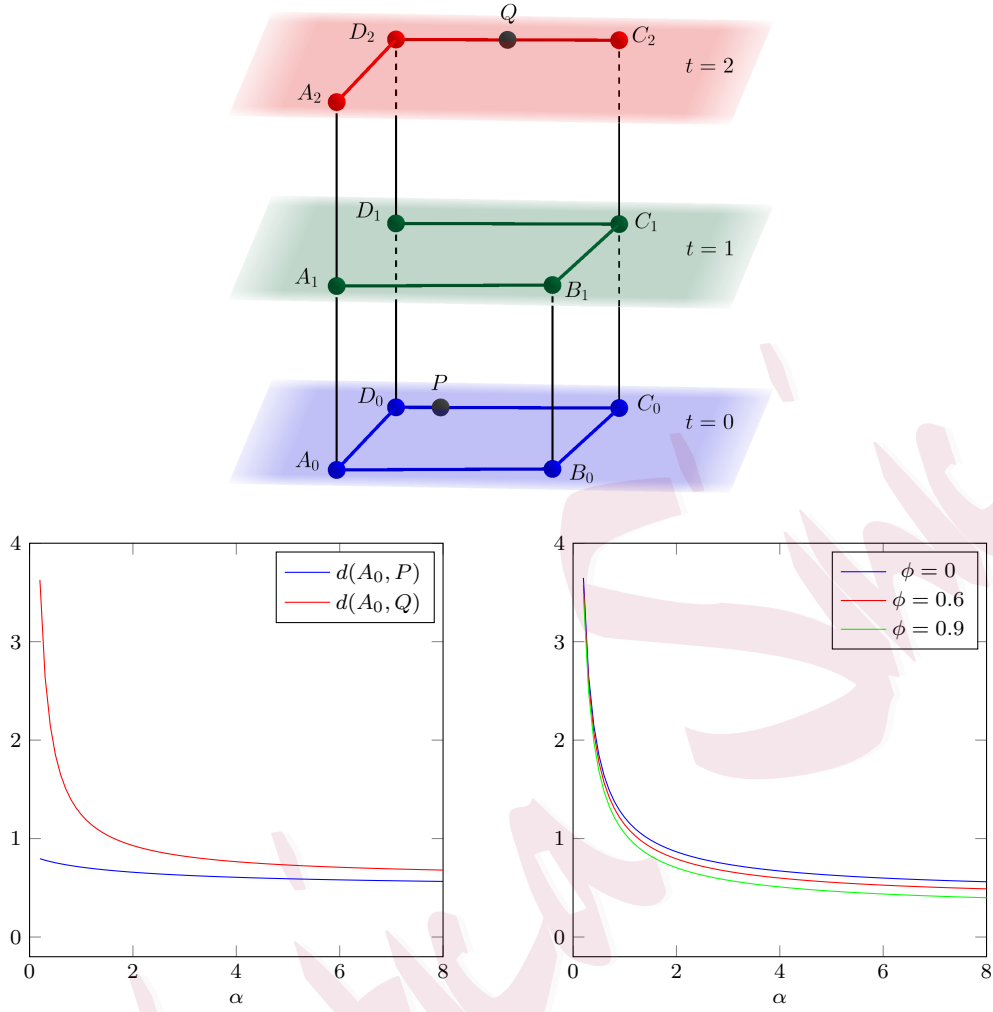 Q
D₂ C₂
t = 2
A₂
D₁ C₁
t = 1
A₁ B₁
P
D₀ C₀
t = 0
A₀ B₀
4
3
2
1
0
0 2 4 6 8
α
d(A₀, P)
d(A₀, Q)
4
3
2
1
0
0 2 4 6 8
α
ϕ = 0
ϕ = 0.6
ϕ = 0.9